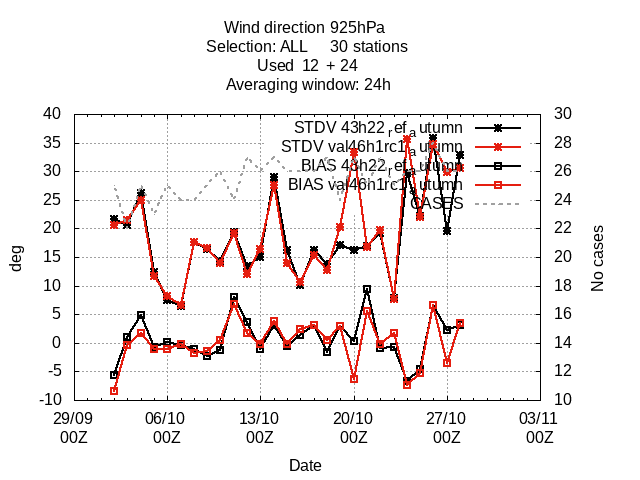 Wind direction 925hPa
Selection: ALL 30 stations
Used 12 + 24
Averaging window: 24h
STDV 43h22_ref_autumn
STDV val46h1rc1_autumn
BIAS 43h22_ref_autumn
BIAS val46h1rc1_autumn
CASES
40 30
35 28
30 26
25 24
20 22
15 20
10 18
5 16
0 14
-5 12
-10 10
deg
No cases
29/09 06/10 13/10 20/10 27/10 03/11
00Z 00Z 00Z 00Z 00Z 00Z
Date